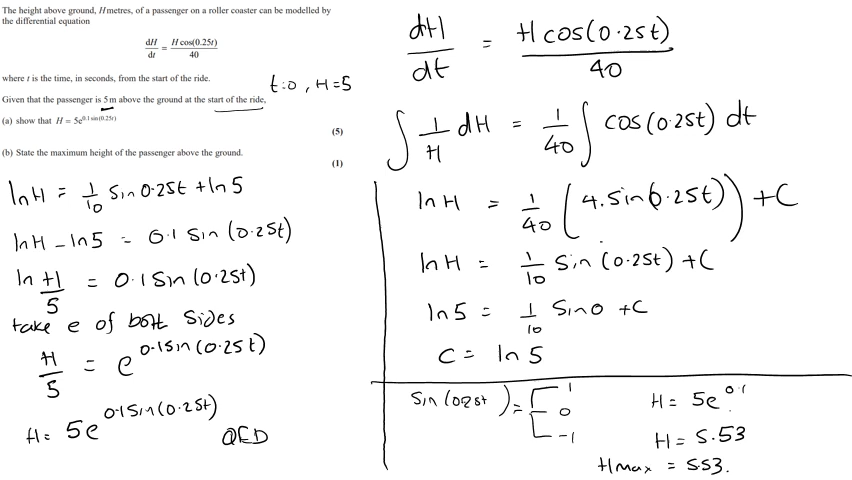 The height above ground, H metres, of a passenger on a roller coaster can be modelled by
the differential equation
dH/dt = H cos(0.25t)/40
where t is the time, in seconds, from the start of the ride.
t:0 , H=5
Given that the passenger is 5 m above the ground at the start of the ride,
(a) show that H = 5e^0.1 sin(0.25t)
(5)
(b) State the maximum height of the passenger above the ground.
(1)
dH/dt = H cos(0.25t)/40
∫ 1/H dH = 1/40 ∫ cos(0.25t) dt
ln H = 1/40 (4.sin(0.25t)) + C
ln H = 1/10 Sin (0.25t) + C
ln 5 = 1/10 Sin0 + C
C = ln 5
ln H = 1/10 Sin 0.25t + ln 5
ln H - ln 5 = 0.1 Sin (0.25t)
ln H/5 = 0.1 Sin (0.25t)
take e of both sides
H/5 = e^0.1sin(0.25t)
H = 5e^0.1Sin(0.25t) QED
Sin (0.25t) = 1
0
-1
H = 5e^0.1
H = 5.53
Hmax = 5.53.